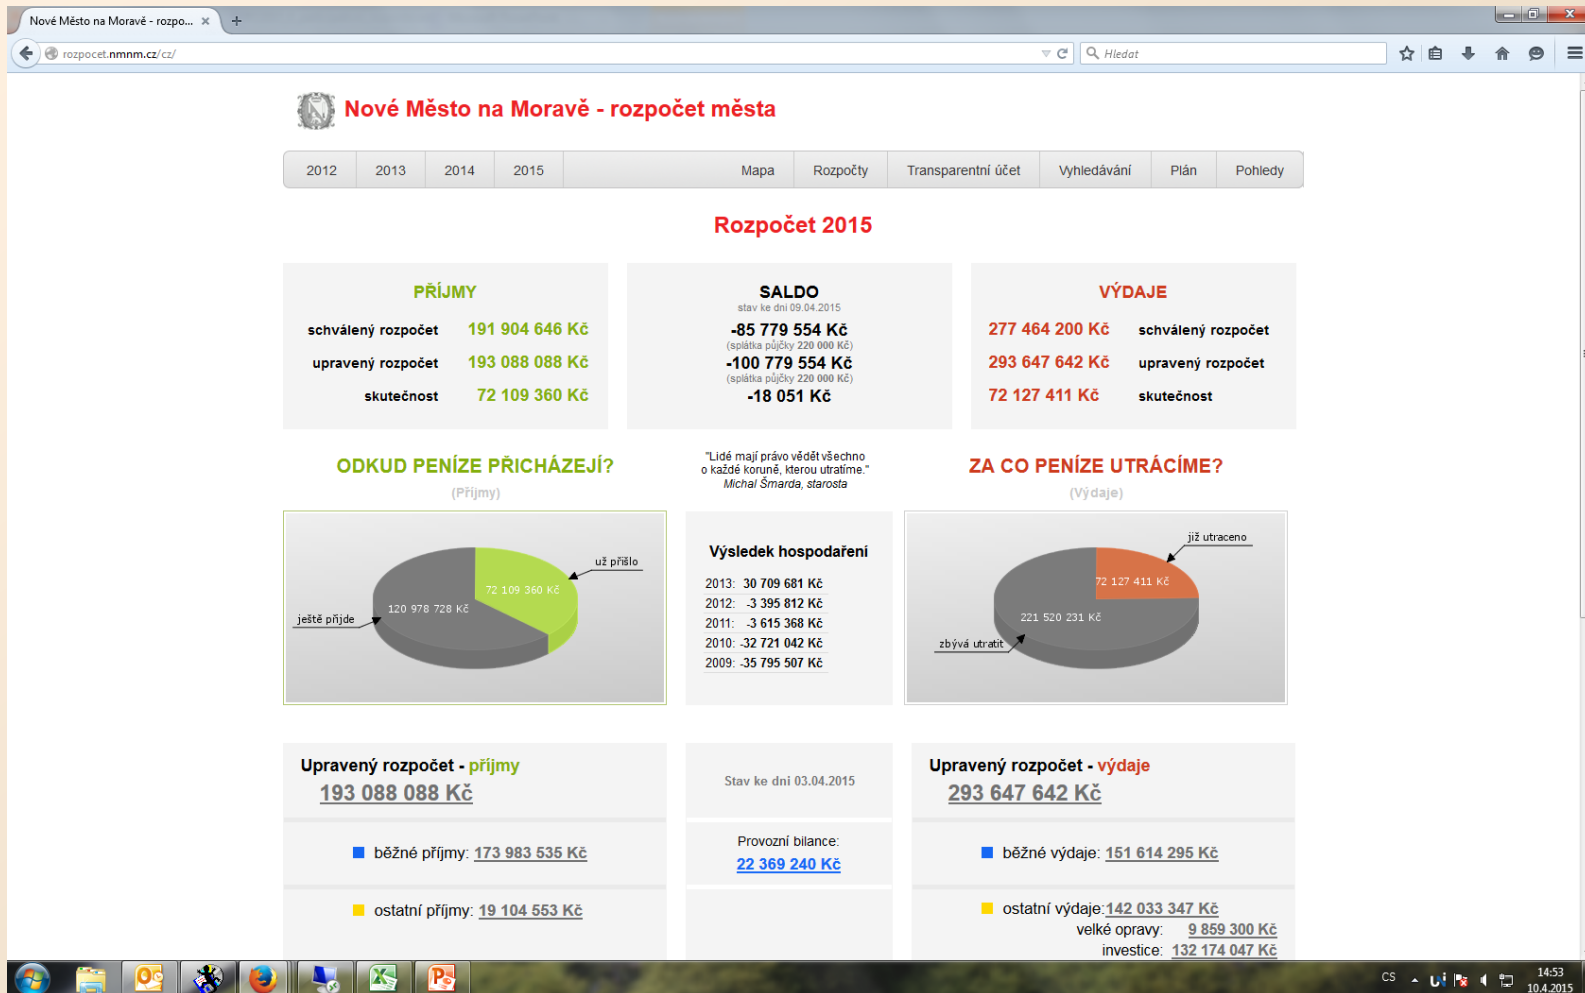 Nové Město na Moravě - rozpo...
rozpocet.nmnm.cz/cz/
Hledat
Nové Město na Moravě - rozpočet města
2012 2013 2014 2015 Mapa Rozpočty Transparentní účet Vyhledávání Plán Pohledy
Rozpočet 2015
PŘÍJMY
schválený rozpočet 191 904 646 Kč
upravený rozpočet 193 088 088 Kč
skutečnost 72 109 360 Kč
SALDO
stav ke dni 09.04.2015
-85 779 554 Kč
(splátka půjčky 220 000 Kč)
-100 779 554 Kč
(splátka půjčky 220 000 Kč)
-18 051 Kč
VÝDAJE
277 464 200 Kč schválený rozpočet
293 647 642 Kč upravený rozpočet
72 127 411 Kč skutečnost
ODKUD PENÍZE PŘICHÁZEJÍ?
(Příjmy)
"Lidé mají právo vědět všechno
o každé koruně, kterou utratíme."
Michal Šmarda, starosta
ZA CO PENÍZE UTRÁCÍME?
(Výdaje)
už přišlo
72 109 360 Kč
120 978 728 Kč
ještě přijde
Výsledek hospodaření
2013: 30 709 681 Kč
2012: -3 395 812 Kč
2011: -3 615 368 Kč
2010: -32 721 042 Kč
2009: -35 795 507 Kč
již utraceno
72 127 411 Kč
221 520 231 Kč
zbývá utratit
Upravený rozpočet - příjmy
193 088 088 Kč
běžné příjmy: 173 983 535 Kč
ostatní příjmy: 19 104 553 Kč
Stav ke dni 03.04.2015
Provozní bilance:
22 369 240 Kč
Upravený rozpočet - výdaje
293 647 642 Kč
běžné výdaje: 151 614 295 Kč
ostatní výdaje:142 033 347 Kč
velké opravy: 9 859 300 Kč
investice: 132 174 047 Kč
CS
14:53
10.4.2015